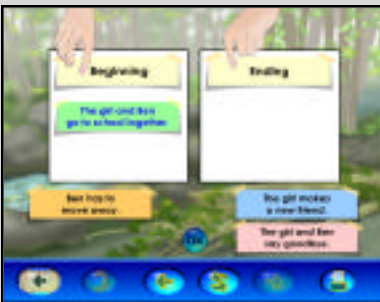 Beginning
Ending
The girl and Ben
go to school together.
Ben has to
move away.
The girl makes
a new friend.
The girl and Ben
say goodbye.